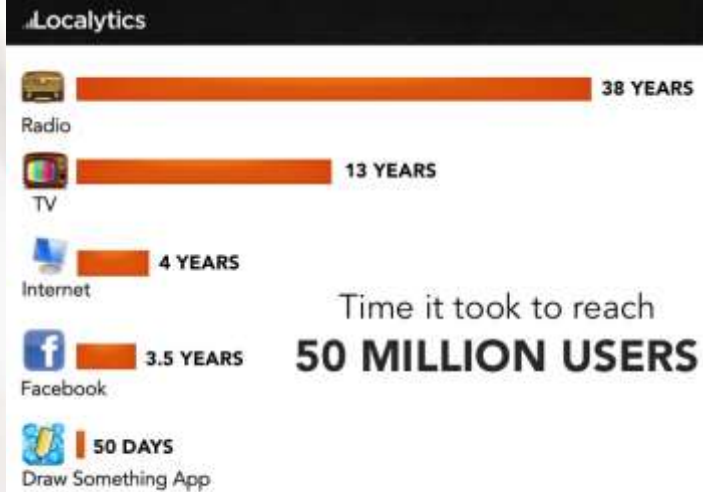 Localytics
38 YEARS
Radio
13 YEARS
TV
4 YEARS
Internet
Time it took to reach
50 MILLION USERS
3.5 YEARS
Facebook
50 DAYS
Draw Something App